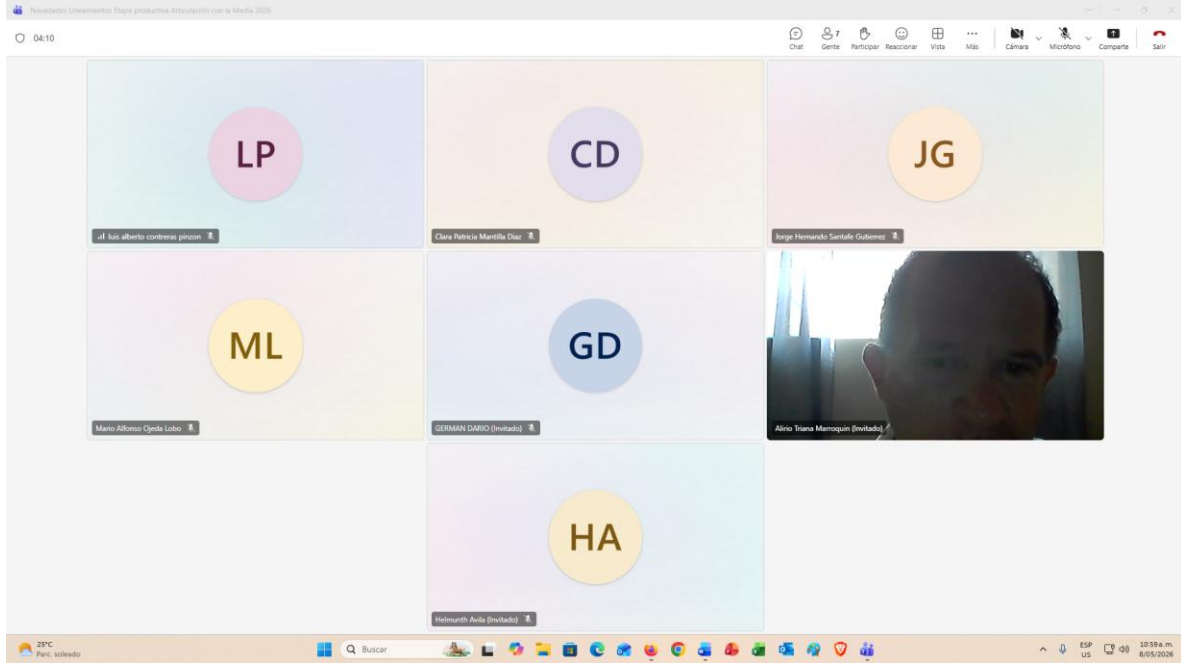 Novedades Lineamientos Etapa productiva Articulación con la Media 2026
04:10
Chat
Gente 7
Participar
Reaccionar
Vista
Más
Cámara
Micrófono
Comparte
Salir
LP
luis alberto contreras pinzon
CD
Clara Patricia Mantilla Diaz
JG
Jorge Hernando Santafe Gutierrez
ML
Mario Alfonso Ojeda Lobo
GD
GERMAN DARIO (Invitado)
Alirio Triana Marroquin (Invitado)
HA
Helmunth Avila (Invitado)
25°C
Parc. soleado
Buscar
ESP
US
10:59 a.m.
8/05/2026